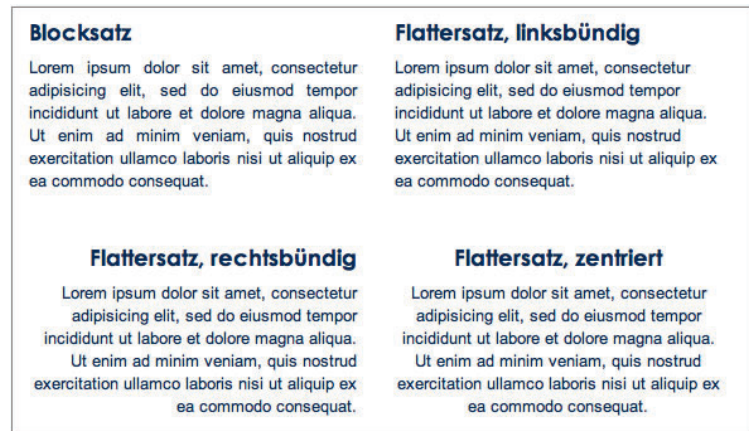 Blocksatz
Lorem ipsum dolor sit amet, consectetur
adipisicing elit, sed do eiusmod tempor
incididunt ut labore et dolore magna aliqua.
Ut enim ad minim veniam, quis nostrud
exercitation ullamco laboris nisi ut aliquip ex
ea commodo consequat.
Flattersatz, linksbündig
Lorem ipsum dolor sit amet, consectetur
adipisicing elit, sed do eiusmod tempor
incididunt ut labore et dolore magna aliqua.
Ut enim ad minim veniam, quis nostrud
exercitation ullamco laboris nisi ut aliquip ex
ea commodo consequat.
Flattersatz, rechtsbündig
Lorem ipsum dolor sit amet, consectetur
adipisicing elit, sed do eiusmod tempor
incididunt ut labore et dolore magna aliqua.
Ut enim ad minim veniam, quis nostrud
exercitation ullamco laboris nisi ut aliquip ex
ea commodo consequat.
Flattersatz, zentriert
Lorem ipsum dolor sit amet, consectetur
adipisicing elit, sed do eiusmod tempor
incididunt ut labore et dolore magna aliqua.
Ut enim ad minim veniam, quis nostrud
exercitation ullamco laboris nisi ut aliquip ex
ea commodo consequat.